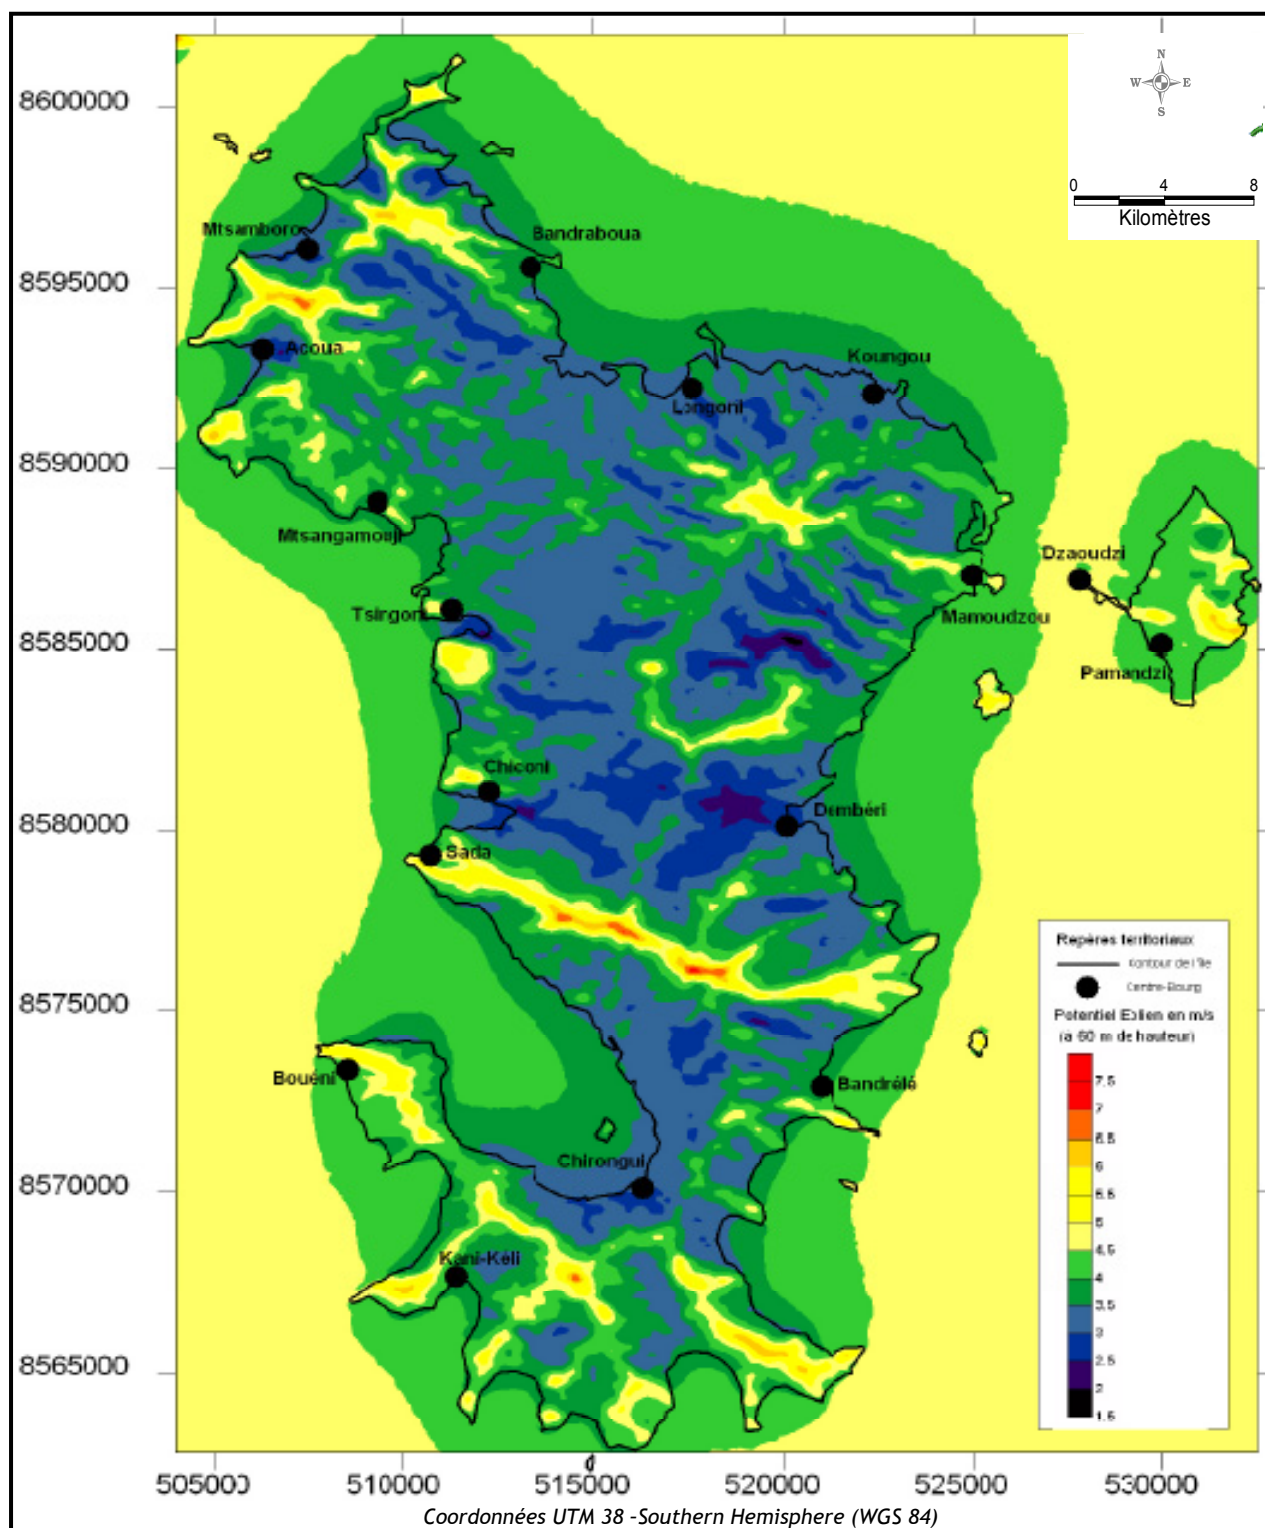 N
W E
S
0 4 8
Kilomètres
8600000
8595000
8590000
8585000
8580000
8575000
8570000
8565000
Mtsamboro
Bandraboua
Acoua
Koungou
Longoni
Mtsangamouji
Dzaoudzi
Tsingoni
Mamoudzou
Pamandzi
Chiconi
Dembéni
Sada
Bouéni
Bandrélé
Chirongui
Kani-Kéli
Repères territoriaux
Contour de l'île
Centre-Bourg
Potentiel Eolien en m/s
(à 60 m de hauteur)
7.5
7
6.5
6
5.5
5
4.5
4
3.5
3
2.5
2
1.5
505000 510000 515000 520000 525000 530000
Coordonnées UTM 38 -Southern Hemisphere (WGS 84)